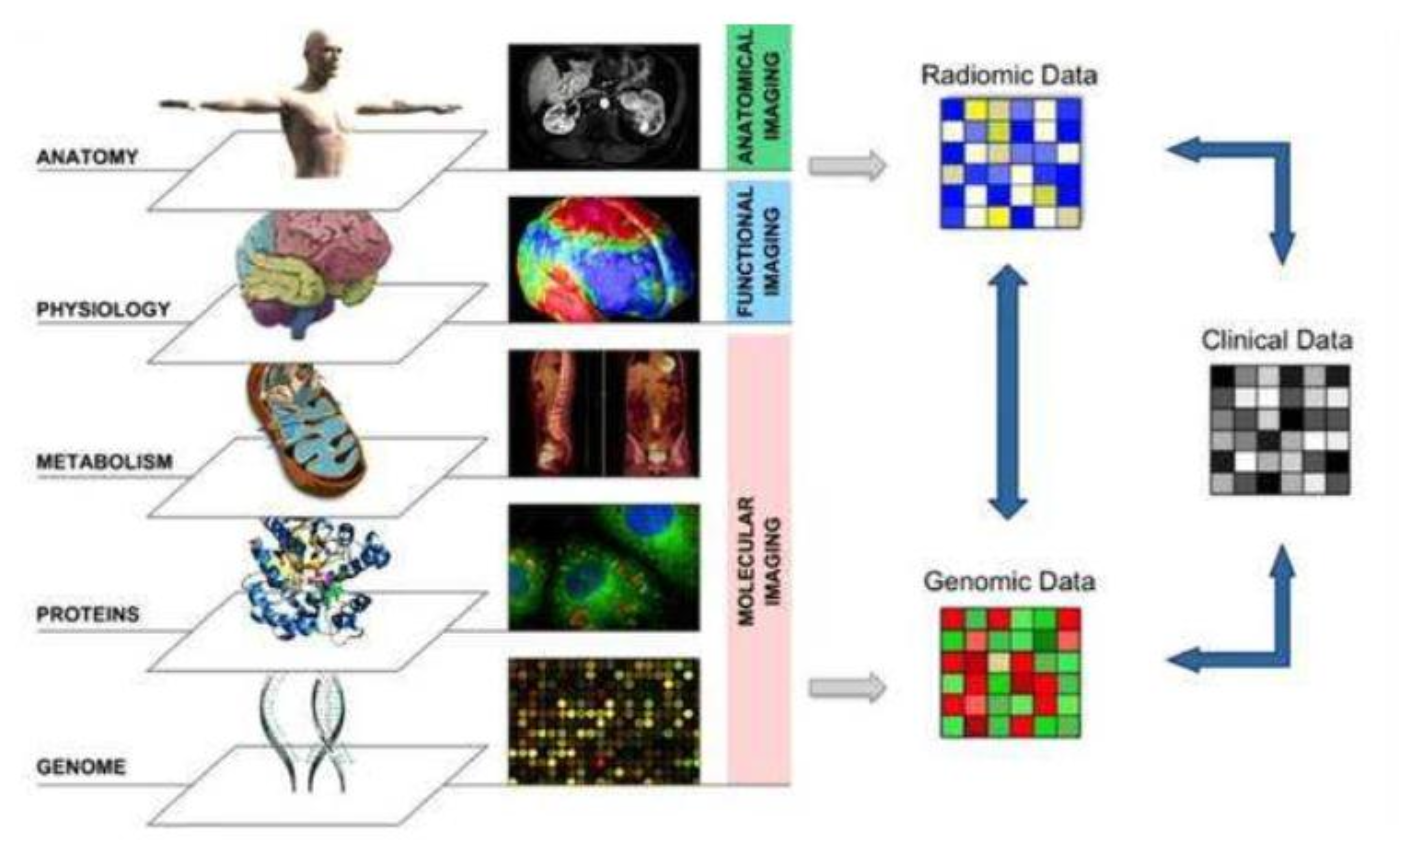 ANATOMY
ANATOMICAL
IMAGING
PHYSIOLOGY
FUNCTIONAL
IMAGING
METABOLISM
PROTEINS
GENOME
MOLECULAR
IMAGING
Radiomic Data
Clinical Data
Genomic Data